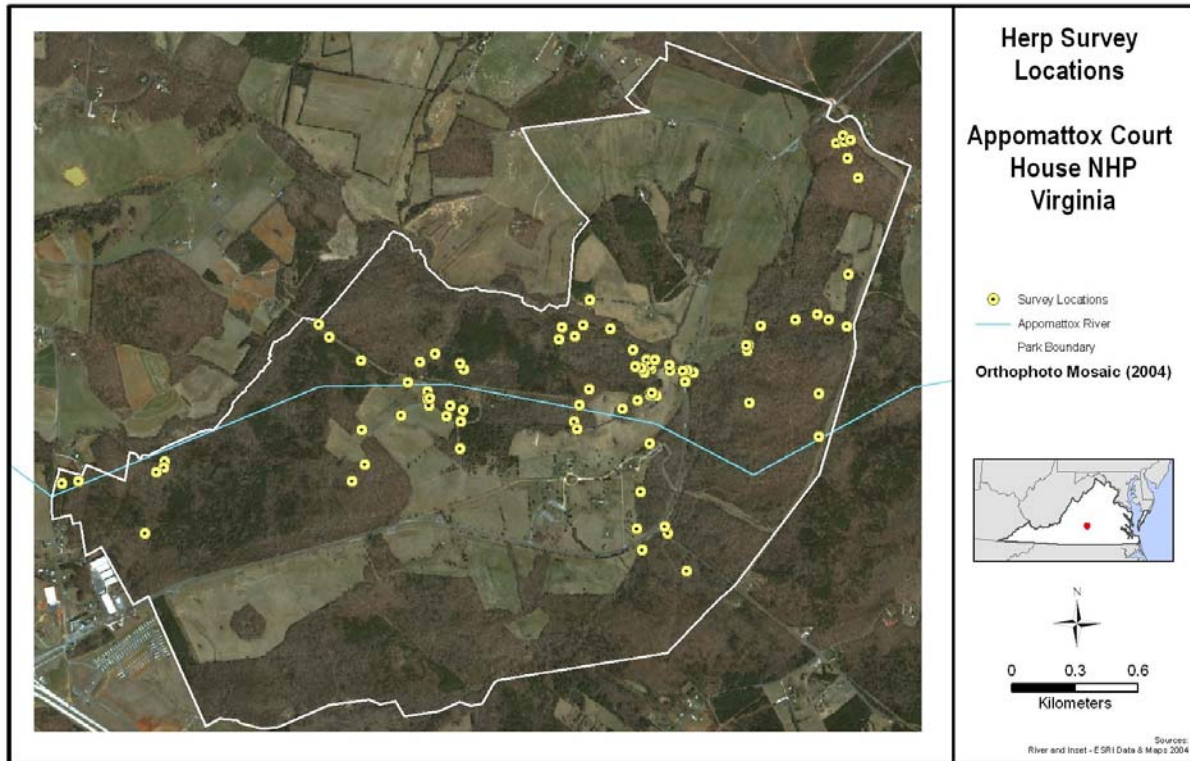 Herp Survey
Locations
Appomattox Court
House NHP
Virginia
Survey Locations
Appomattox River
Park Boundary
Orthophoto Mosaic (2004)
N
0 0.3 0.6
Kilometers
Sources:
River and Inset - ESRI Data & Maps 2004